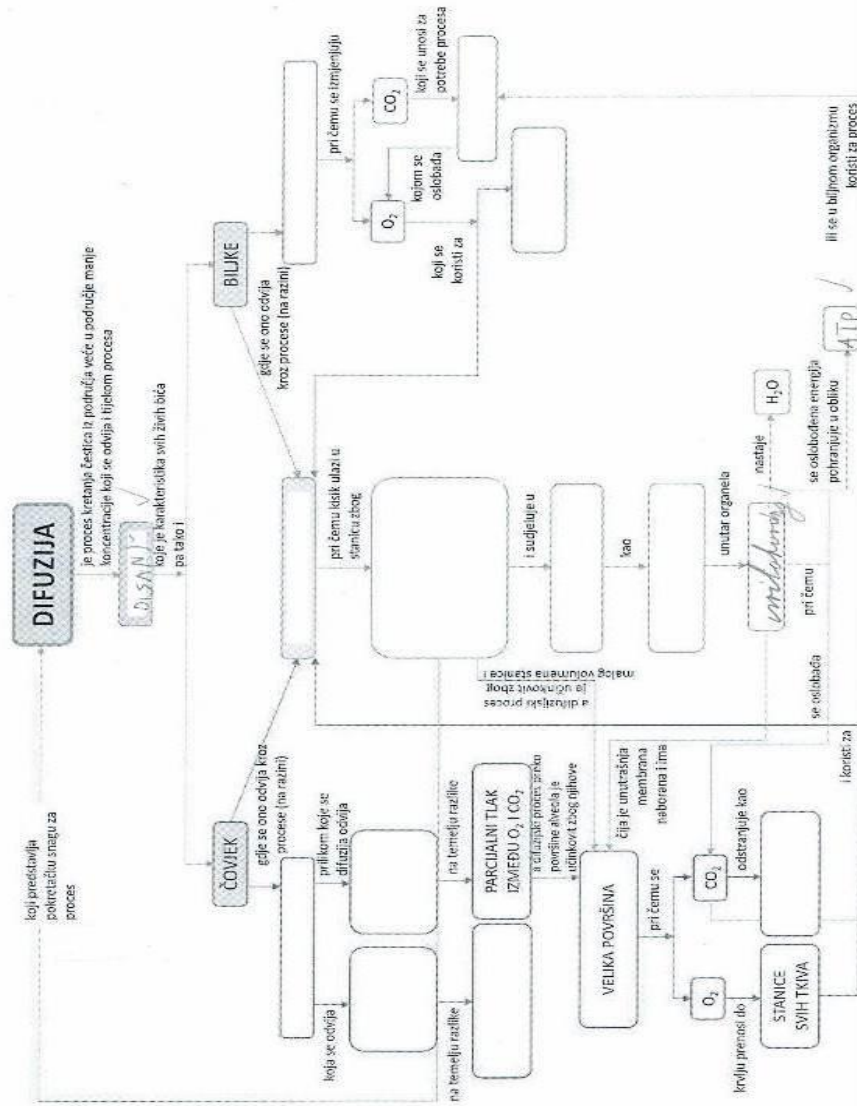 DIFUZIJA
koji predstavlja
pokretačku snagu za
proces
je proces kretanja čestica iz područja veće u područje manje
koncentracije koji se odvija i tijekom procesa
DISANJ
koje je karakteristika svih živih bića
pa tako i
ČOVJEK
BILJKE
gdje se ono odvija kroz
procese (na razini)
gdje se ono odvija
kroz procese (na razini)
koja se odvija
prilikom koje se
difuzija odvija
na temelju razlike
na temelju razlike
PARCIJALNI TLAK
IZMEĐU O₂ I CO₂
a difuzijski proces preko
površine alveola je
učinkovit zbog njihove
VELIKA POVRŠINA
pri čemu se
O₂
CO₂
krvlju prenosi do
odstranjuje kao
STANICE
SVIH TKIVA
i koristi za
pri čemu kisik ulazi u
stanicu zbog
a difuzijski proces
je učinkovit zbog
malog volumena stanice !
i sudjeluje u
kao
unutar organela
čija je unutrašnja
membrana
naborana i ima
pri čemu
se oslobađa
nastaje
H₂O
se oslobođena energija
pohranjuje u obliku
ATP
ili se u biljnom organizmu
koristi za proces
pri čemu se izmjenjuju
O₂
CO₂
kojom se
oslobađa
koji se unosi za
potrebe procesa
koji se
koristi za